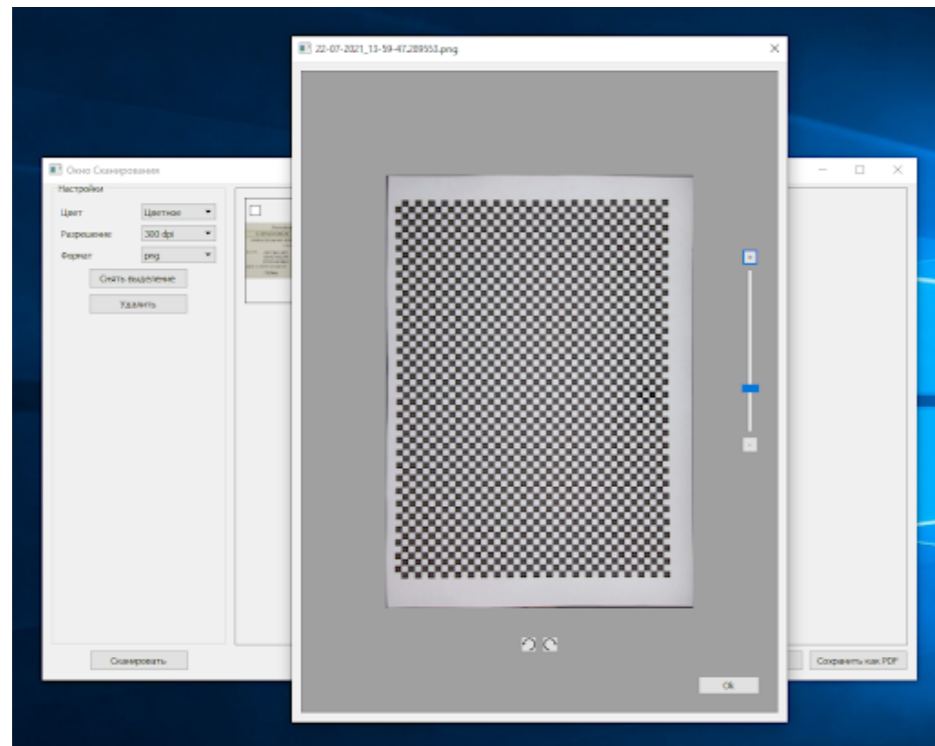 22-07-2021_13-59-47.289553.png
Окно Сканирования
Настройки
Цвет
Цветное
Разрешение
300 dpi
Формат
png
Снять выделение
Удалить
Сканировать
Ok
Сохранить как PDF